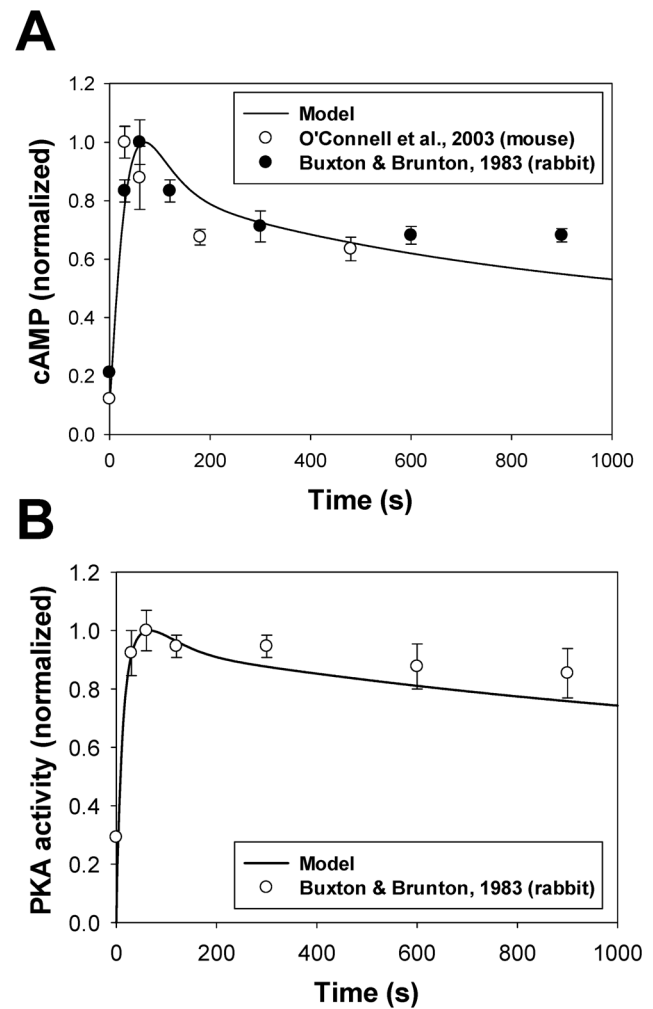 A
1.2
1.0
0.8
0.6
0.4
0.2
0.0
cAMP (normalized)
Model
O'Connell et al., 2003 (mouse)
Buxton & Brunton, 1983 (rabbit)
0 200 400 600 800 1000
Time (s)
B
1.2
1.0
0.8
0.6
0.4
0.2
0.0
PKA activity (normalized)
Model
Buxton & Brunton, 1983 (rabbit)
0 200 400 600 800 1000
Time (s)